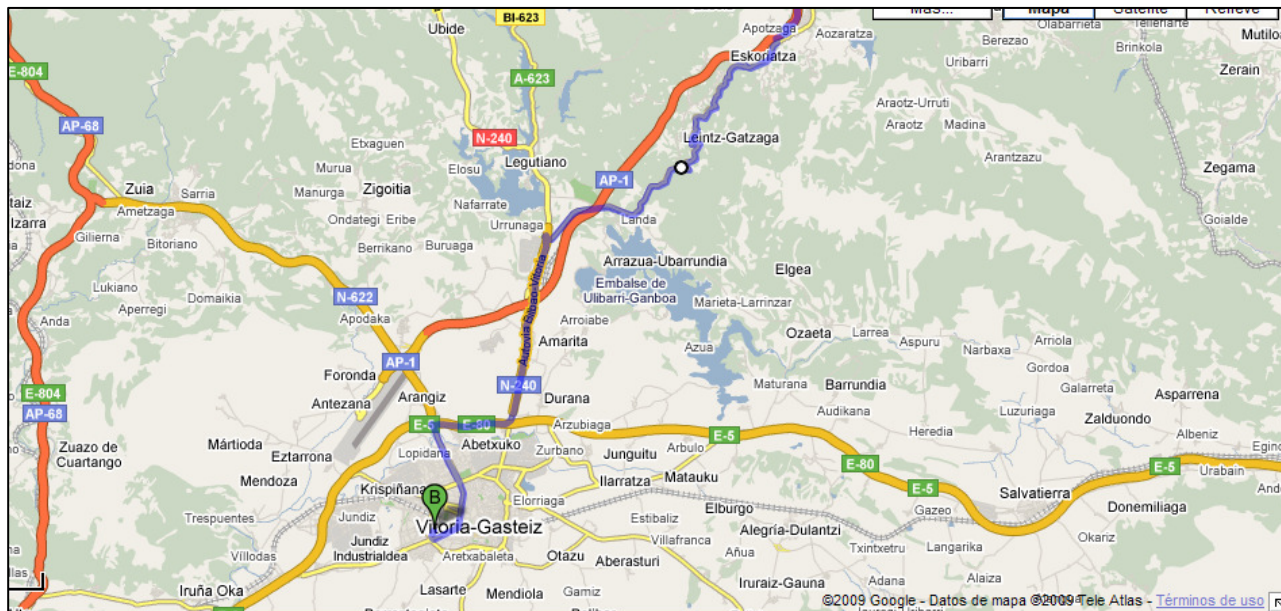 Más...
Mapa
Satélite
Relieve
BI-623
Ubide
Apotzaga
Aozaratza
Olabarrieta
Telleriarte
Berezao
Mutiloa
Brinkola
E-804
A-623
Eskoriatza
Uribarri
Zerain
AP-68
N-240
Araotz-Urruti
Araotz
Madina
Etxaguen
Legutiano
Leintz-Gatzaga
Arantzazu
Murua
Elosu
Zegama
Zuia
Sarria
Manurga
Zigoitia
AP-1
Ametzaga
Nafarrate
Izarra
Ondategi
Eribe
Landa
Goialde
Gilierna
Bitoriano
Berrikano
Buruaga
Urrunaga
Arrazua-Ubarrundia
Elgea
Lukiano
Domaikia
Embalse de
Ulibarri-Ganboa
Aperregi
N-622
Autovía Bilbao-Vitoria
Marieta-Larrinzar
Anda
Apodaka
Arroiabe
Ozaeta
Larrea
Amarita
Azua
Aspuru
Narbaxa
Arriola
Gordoa
Foronda
AP-1
N-240
Maturana
Barrundia
Galarreta
Asparrena
E-804
AP-68
Antezana
Arangiz
Durana
Audikana
Luzuriaga
Zalduondo
Mártioda
E-5
E-80
Arzubiaga
Heredia
Albeniz
Zuazo de
Cuartango
Eztarrona
Lopidana
Abetxuko
Zurbano
Junguitu
Arbulo
E-5
Mendoza
Krispiñana
Ilarratza
Matauku
E-80
E-5
Urabain
Trespuentes
B
Elorriaga
Elburgo
E-5
Salvatierra
Gazeo
Donemiliaga
Jundiz
Vitoria-Gasteiz
Estibaliz
Alegría-Dulantzi
Villodas
Jundiz
Industrialdea
Aretxabaleta
Otazu
Villafranca
Añua
Txintxetru
Langarika
Okariz
Iruña Oka
Aberasturi
Lasarte
Mendiola
Gamiz
Iruraiz-Gauna
Adana
Alaiza
©2009 Google - Datos de mapa ©2009 Tele Atlas - Términos de uso